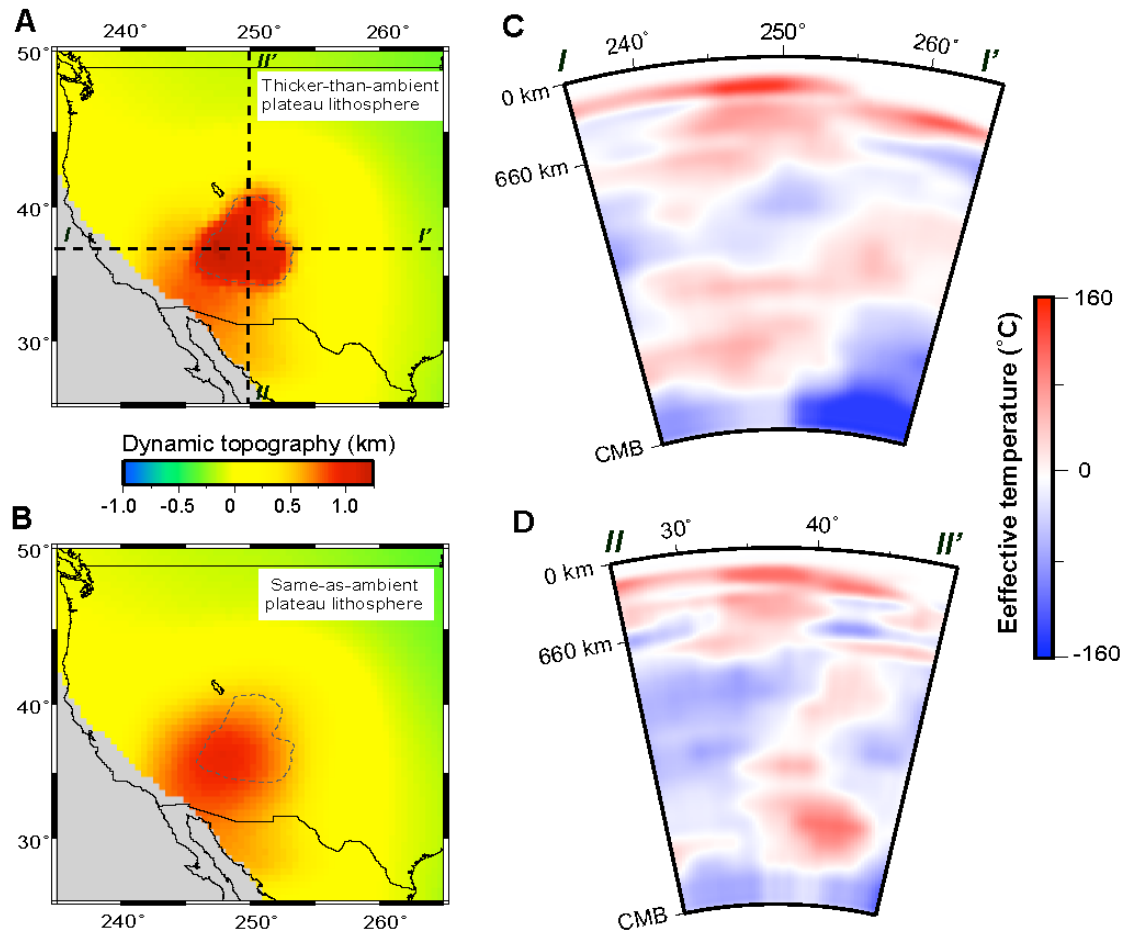 A
240° 250° 260°
50°
II'
Thicker-than-ambient
plateau lithosphere
40°
I I'
30°
II
Dynamic topography (km)
-1.0 -0.5 0 0.5 1.0
B
50°
Same-as-ambient
plateau lithosphere
40°
30°
240° 250° 260°
C
I 240° 250° 260° I'
0 km
660 km
CMB
D
II 30° 40° II'
0 km
660 km
CMB
160
0
-160
Eeffective temperature (˚C)